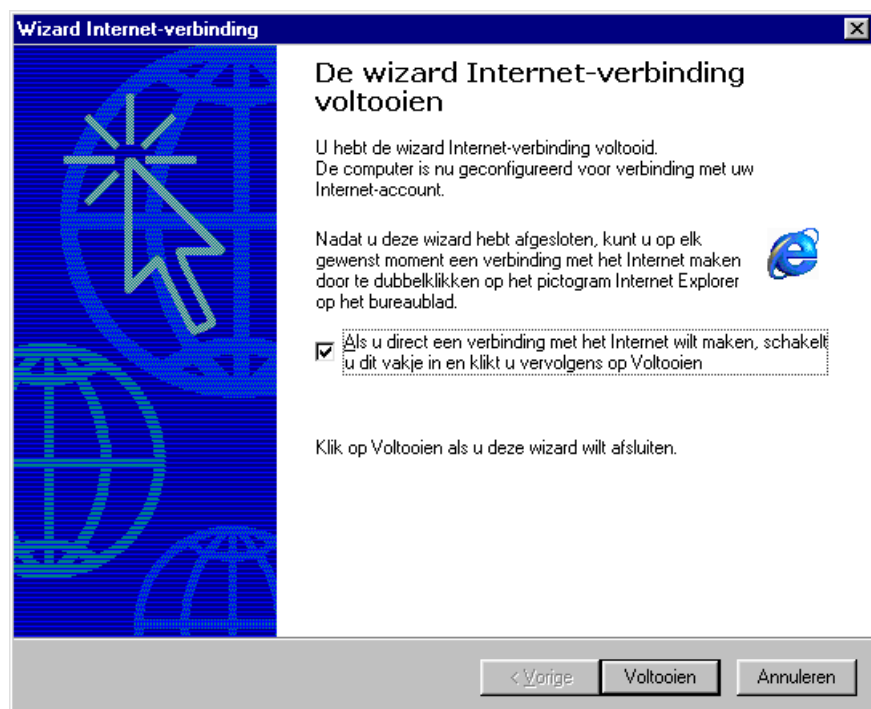 Wizard Internet-verbinding
De wizard Internet-verbinding
voltooien
U hebt de wizard Internet-verbinding voltooid.
De computer is nu geconfigureerd voor verbinding met uw
Internet-account.
Nadat u deze wizard hebt afgesloten, kunt u op elk
gewenst moment een verbinding met het Internet maken
door te dubbelklikken op het pictogram Internet Explorer
op het bureaublad.
Als u direct een verbinding met het Internet wilt maken, schakelt
u dit vakje in en klikt u vervolgens op Voltooien
Klik op Voltooien als u deze wizard wilt afsluiten.
< Vorige
Voltooien
Annuleren